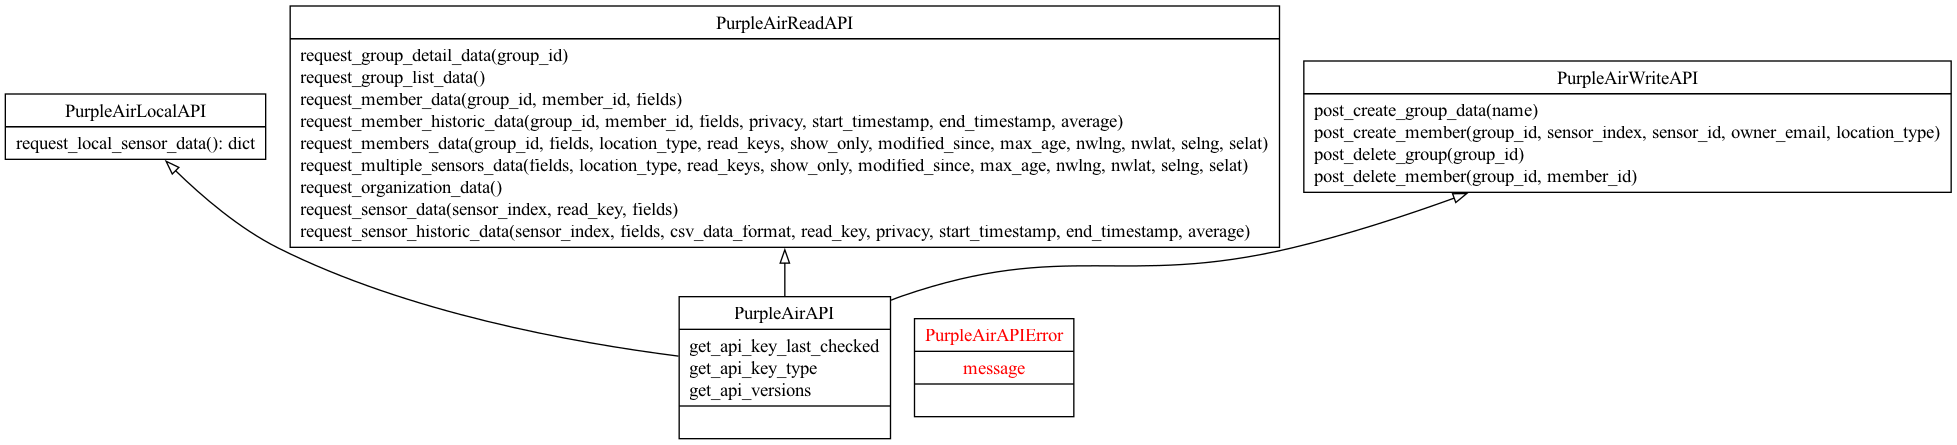 PurpleAirReadAPI
request_group_detail_data(group_id)
request_group_list_data()
request_member_data(group_id, member_id, fields)
request_member_historic_data(group_id, member_id, fields, privacy, start_timestamp, end_timestamp, average)
request_members_data(group_id, fields, location_type, read_keys, show_only, modified_since, max_age, nwlng, nwlat, selng, selat)
request_multiple_sensors_data(fields, location_type, read_keys, show_only, modified_since, max_age, nwlng, nwlat, selng, selat)
request_organization_data()
request_sensor_data(sensor_index, read_key, fields)
request_sensor_historic_data(sensor_index, fields, csv_data_format, read_key, privacy, start_timestamp, end_timestamp, average)
PurpleAirLocalAPI
request_local_sensor_data(): dict
PurpleAirWriteAPI
post_create_group_data(name)
post_create_member(group_id, sensor_index, sensor_id, owner_email, location_type)
post_delete_group(group_id)
post_delete_member(group_id, member_id)
PurpleAirAPI
get_api_key_last_checked
get_api_key_type
get_api_versions
PurpleAirAPIError
message